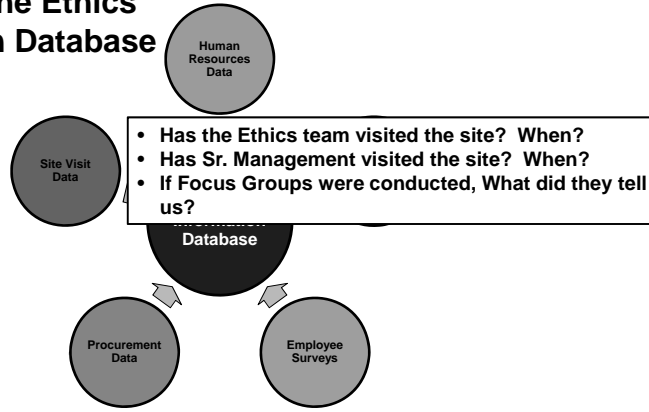 he Ethics
n Database
Human
Resources
Data
Site Visit
Data
• Has the Ethics team visited the site? When?
• Has Sr. Management visited the site? When?
• If Focus Groups were conducted, What did they tell
us?
Information
Database
Procurement
Data
Employee
Surveys